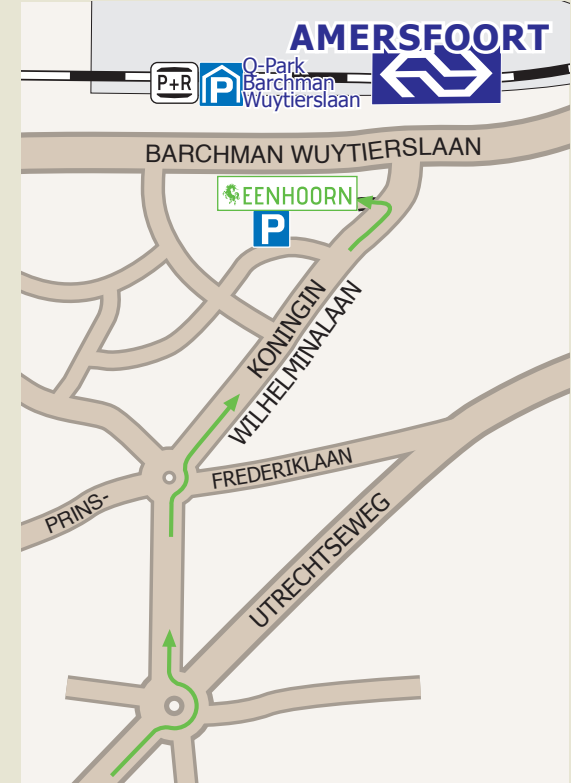 AMERSFOORT
P+R
P
Q-Park
Barchman
Wuytierslaan
BARCHMAN WUYTIERSLAAN
EENHOORN
P
KONINGIN
WILHELMINALAAN
PRINS-
FREDERIKLAAN
UTRECHTSEWEG